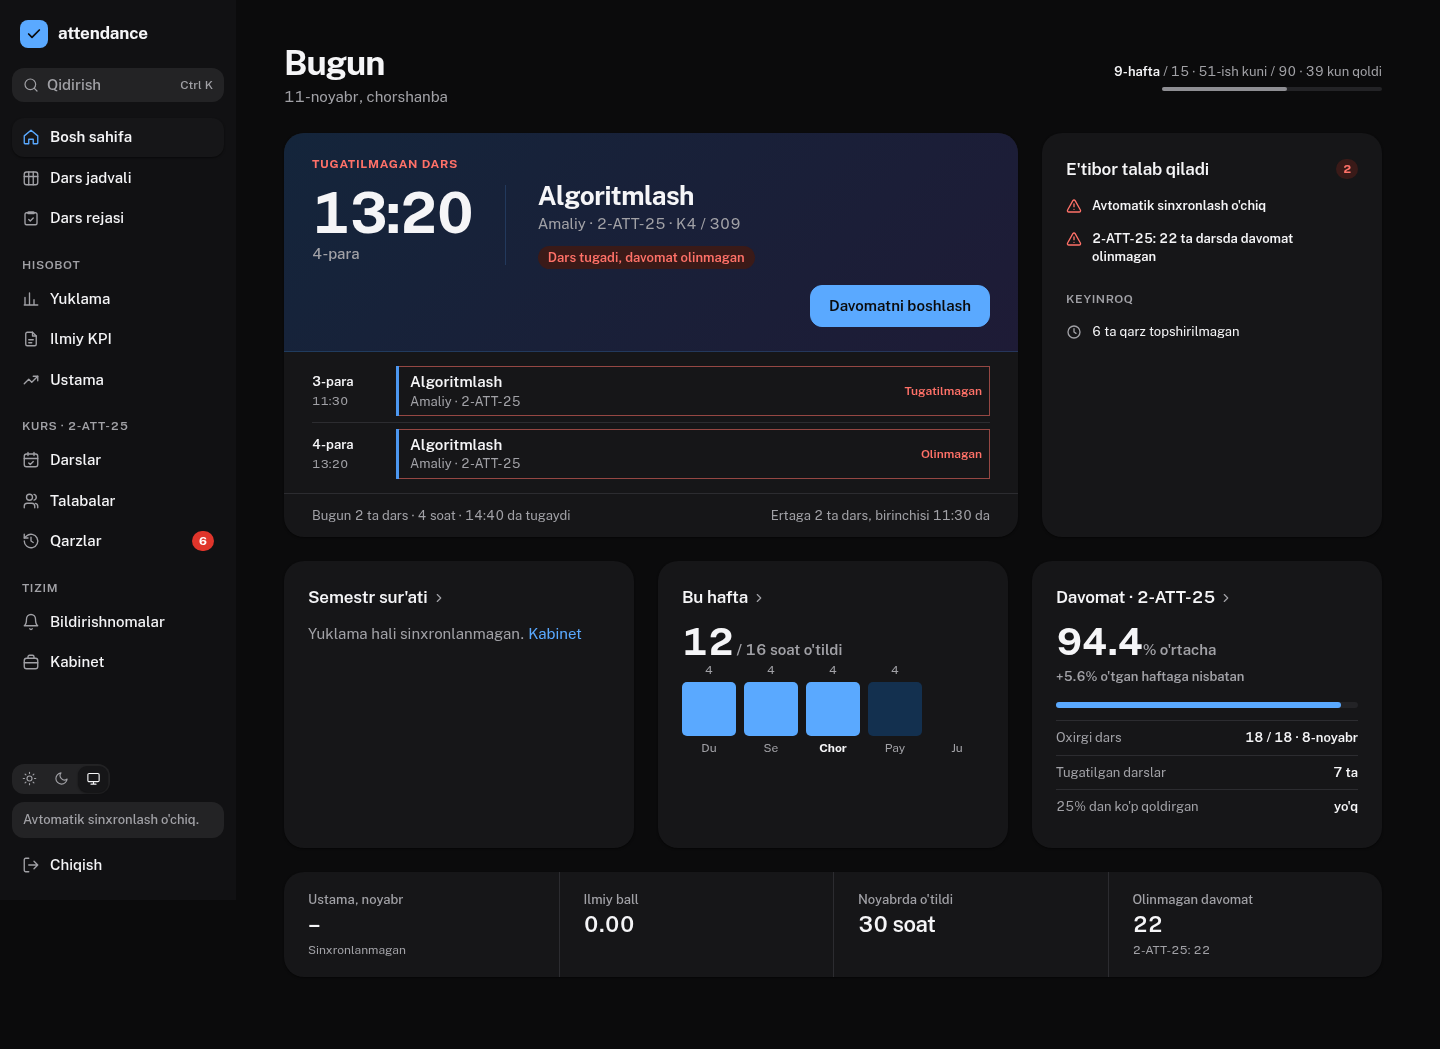 attendance
Qidirish Ctrl K
Bosh sahifa
Dars jadvali
Dars rejasi
HISOBOT
Yuklama
Ilmiy KPI
Ustama
KURS · 2-ATT-25
Darslar
Talabalar
Qarzlar 6
TIZIM
Bildirishnomalar
Kabinet
Avtomatik sinxronlash o'chiq.
Chiqish
Bugun
11-noyabr, chorshanba
9-hafta / 15 · 51-ish kuni / 90 · 39 kun qoldi
TUGATILMAGAN DARS
13:20
4-para
Algoritmlash
Amaliy · 2-ATT-25 · K4 / 309
Dars tugadi, davomat olinmagan
Davomatni boshlash
3-para
11:30
Algoritmlash
Amaliy · 2-ATT-25
Tugatilmagan
4-para
13:20
Algoritmlash
Amaliy · 2-ATT-25
Olinmagan
Bugun 2 ta dars · 4 soat · 14:40 da tugaydi
Ertaga 2 ta dars, birinchisi 11:30 da
E'tibor talab qiladi 2
Avtomatik sinxronlash o'chiq
2-ATT-25: 22 ta darsda davomat
olinmagan
KEYINROQ
6 ta qarz topshirilmagan
Semestr sur'ati
Yuklama hali sinxronlanmagan. Kabinet
Bu hafta
12 / 16 soat o'tildi
4 4 4 4
Du Se Chor Pay Ju
Davomat · 2-ATT-25
94.4% o'rtacha
+5.6% o'tgan haftaga nisbatan
Oxirgi dars 18 / 18 · 8-noyabr
Tugatilgan darslar 7 ta
25% dan ko'p qoldirgan yo'q
Ustama, noyabr
–
Sinxronlanmagan
Ilmiy ball
0.00
Noyabrda o'tildi
30 soat
Olinmagan davomat
22
2-ATT-25: 22